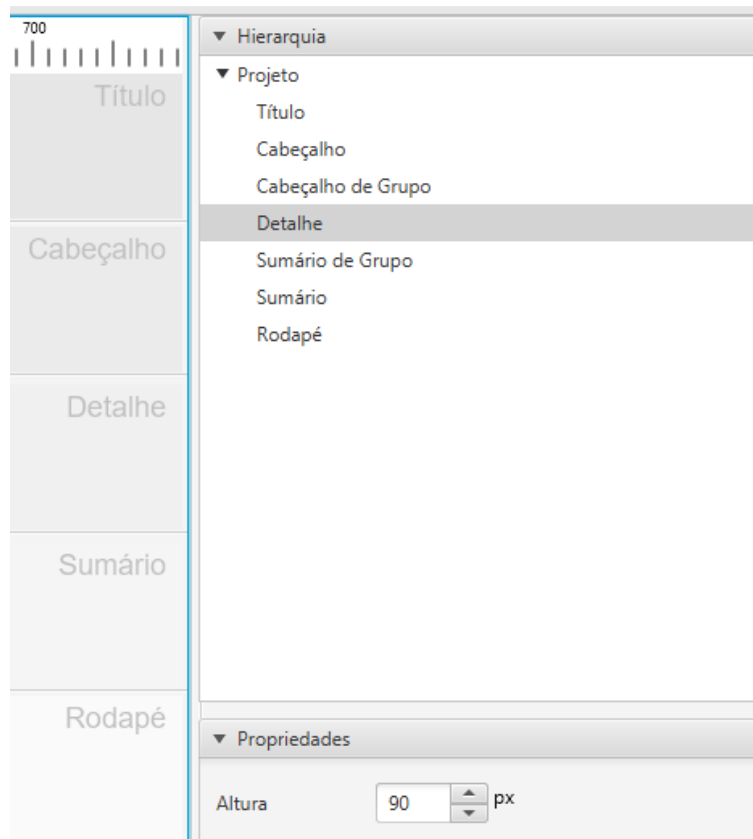 700
Título
Cabeçalho
Detalhe
Sumário
Rodapé
Hierarquia
Projeto
Título
Cabeçalho
Cabeçalho de Grupo
Detalhe
Sumário de Grupo
Sumário
Rodapé
Propriedades
Altura 90 px